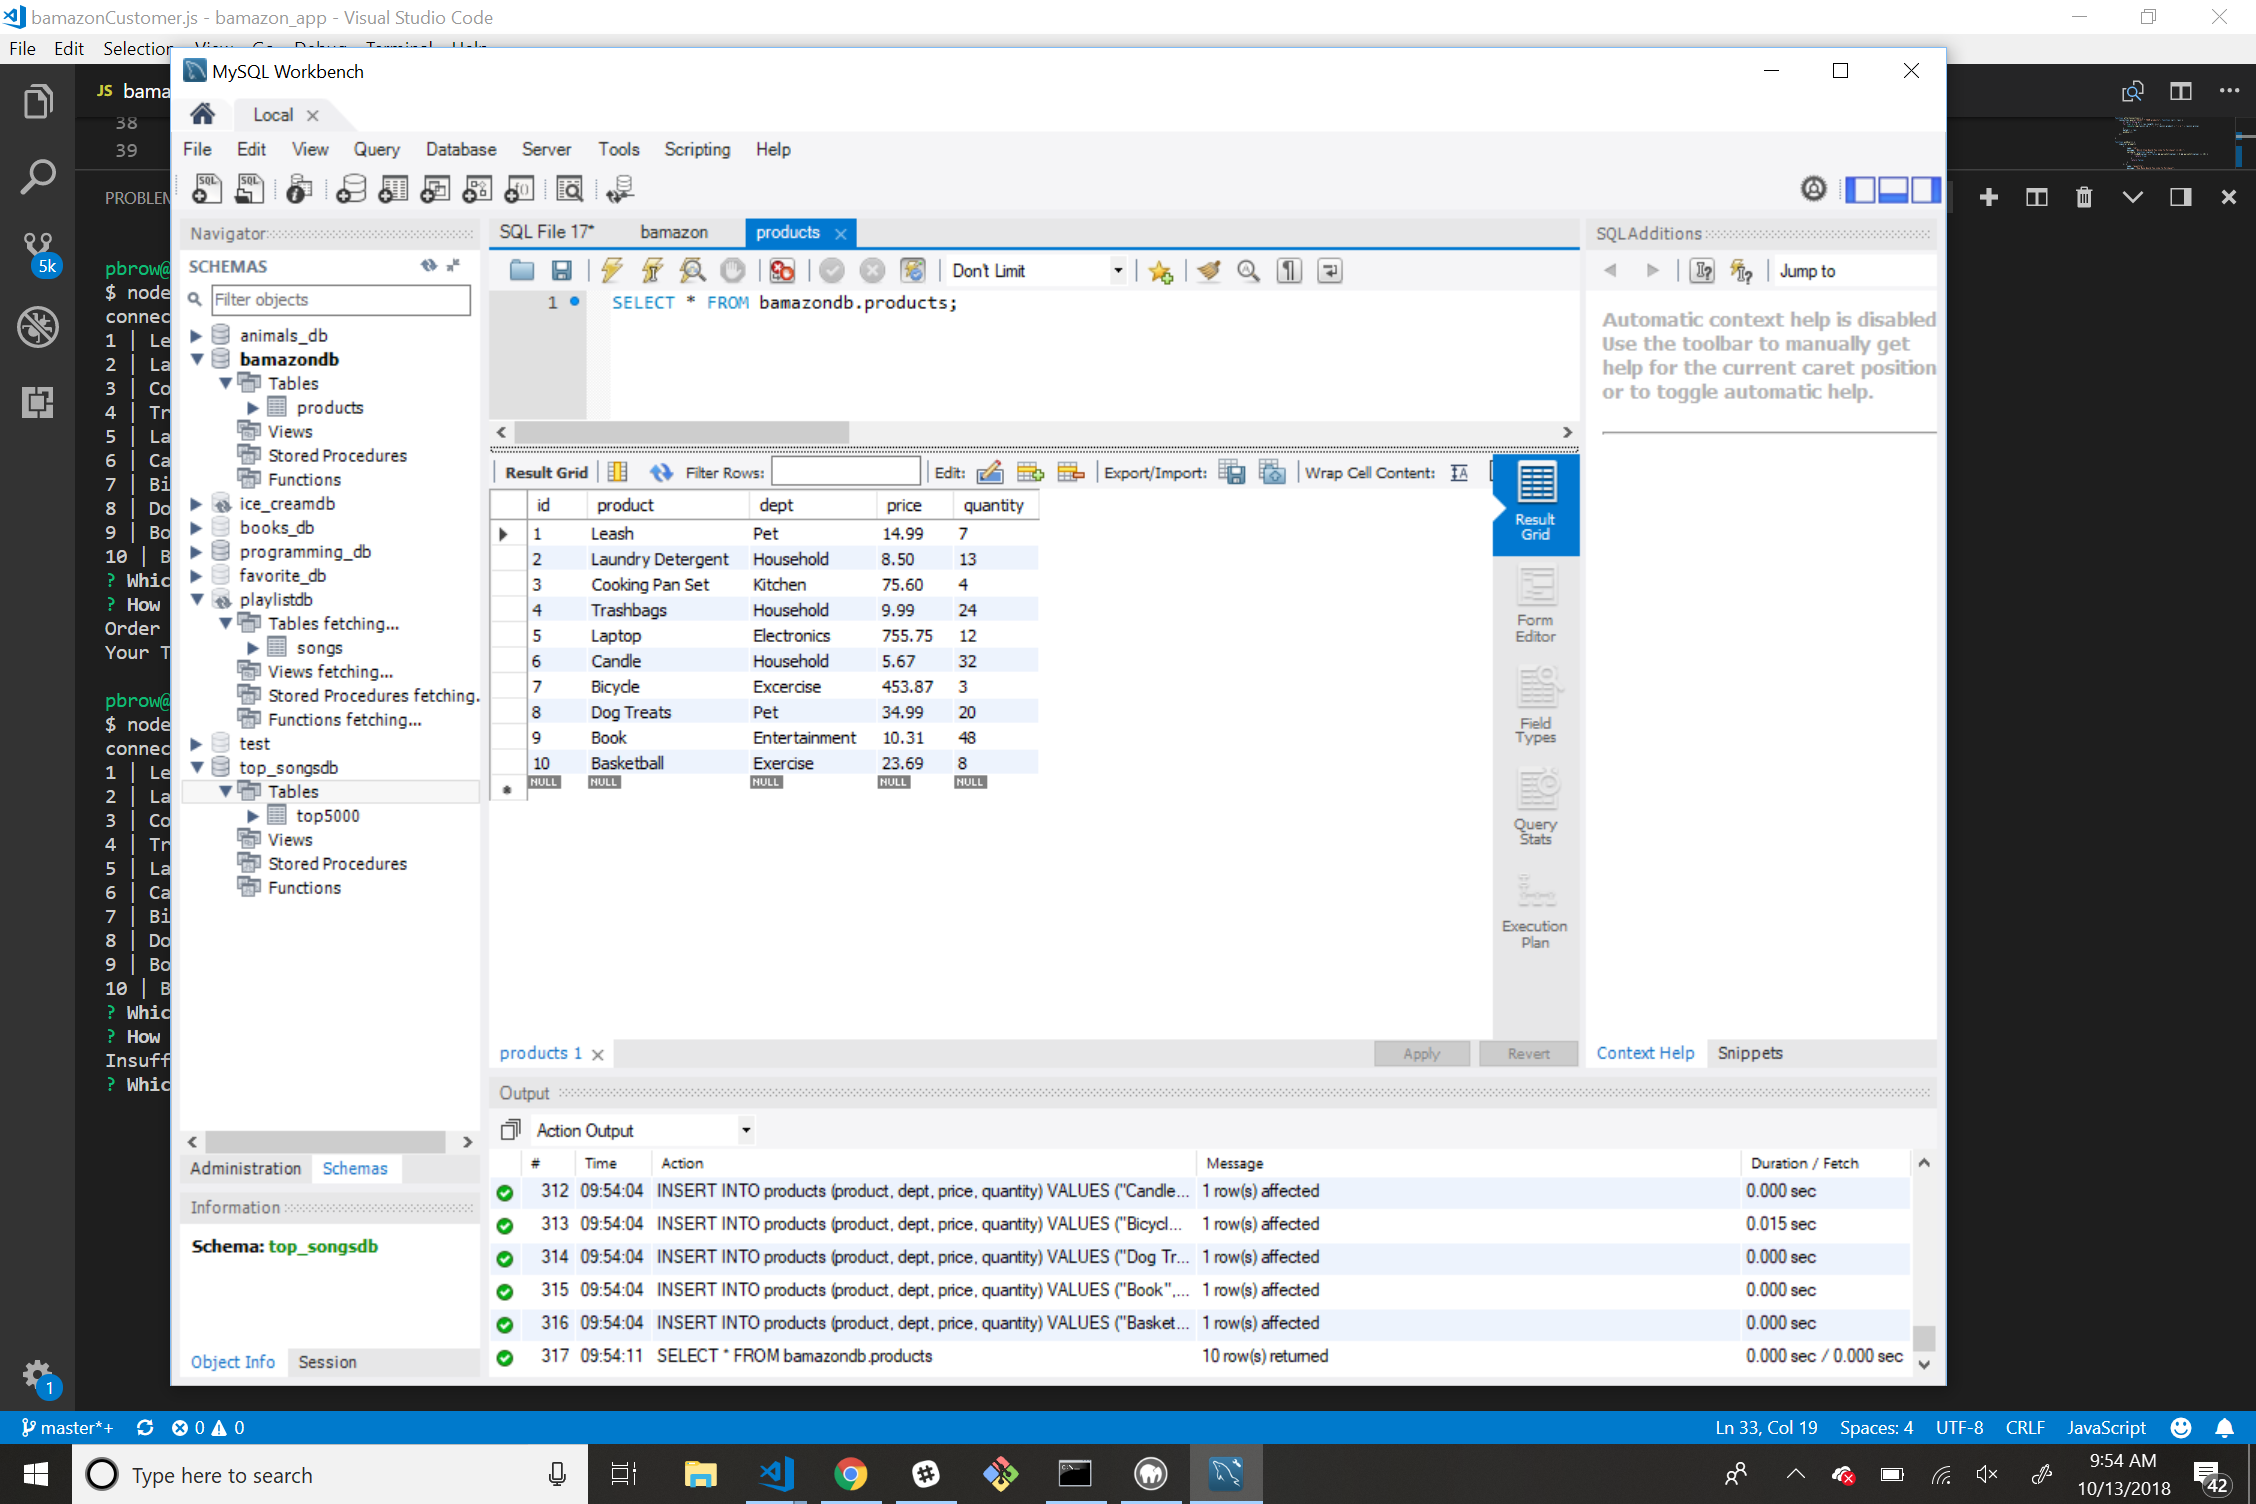 bamazonCustomer.js - bamazon_app - Visual Studio Code
File Edit Selection View Go Debug Terminal Help
JS bama
38
39
PROBLEM
5k
pbrow@
$ node
connec
1 | Le
2 | La
3 | Co
4 | Tr
5 | La
6 | Ca
7 | Bi
8 | Do
9 | Bo
10 | B
? Whic
? How
Order
Your T
pbrow@
$ node
connec
1 | Le
2 | La
3 | Co
4 | Tr
5 | La
6 | Ca
7 | Bi
8 | Do
9 | Bo
10 | B
? Whic
? How
Insuff
? Whic
1
MySQL Workbench
Local
File Edit View Query Database Server Tools Scripting Help
Navigator
SCHEMAS
Filter objects
animals_db
bamazondb
Tables
products
Views
Stored Procedures
Functions
ice_creamdb
books_db
programming_db
favorite_db
playlistdb
Tables fetching...
songs
Views fetching...
Stored Procedures fetching.
Functions fetching...
test
top_songsdb
Tables
top5000
Views
Stored Procedures
Functions
Administration Schemas
Information
Schema: top_songsdb
Object Info Session
SQL File 17* bamazon products
Don't Limit
1 SELECT * FROM bamazondb.products;
Result Grid Filter Rows: Edit: Export/Import: Wrap Cell Content:
id product dept price quantity
1 Leash Pet 14.99 7
2 Laundry Detergent Household 8.50 13
3 Cooking Pan Set Kitchen 75.60 4
4 Trashbags Household 9.99 24
5 Laptop Electronics 755.75 12
6 Candle Household 5.67 32
7 Bicycle Excercise 453.87 3
8 Dog Treats Pet 34.99 20
9 Book Entertainment 10.31 48
10 Basketball Exercise 23.69 8
NULL NULL NULL NULL NULL
Result Grid
Form Editor
Field Types
Query Stats
Execution Plan
products 1 Apply Revert
SQLAdditions
Jump to
Automatic context help is disabled
Use the toolbar to manually get
help for the current caret position
or to toggle automatic help.
Context Help Snippets
Output
Action Output
# Time Action Message Duration / Fetch
312 09:54:04 INSERT INTO products (product, dept, price, quantity) VALUES ("Candle... 1 row(s) affected 0.000 sec
313 09:54:04 INSERT INTO products (product, dept, price, quantity) VALUES ("Bicycl... 1 row(s) affected 0.015 sec
314 09:54:04 INSERT INTO products (product, dept, price, quantity) VALUES ("Dog Tr... 1 row(s) affected 0.000 sec
315 09:54:04 INSERT INTO products (product, dept, price, quantity) VALUES ("Book",... 1 row(s) affected 0.000 sec
316 09:54:04 INSERT INTO products (product, dept, price, quantity) VALUES ("Basket... 1 row(s) affected 0.000 sec
317 09:54:11 SELECT * FROM bamazondb.products 10 row(s) returned 0.000 sec / 0.000 sec
master*+ 0 0 Ln 33, Col 19 Spaces: 4 UTF-8 CRLF JavaScript
Type here to search
9:54 AM
10/13/2018
42